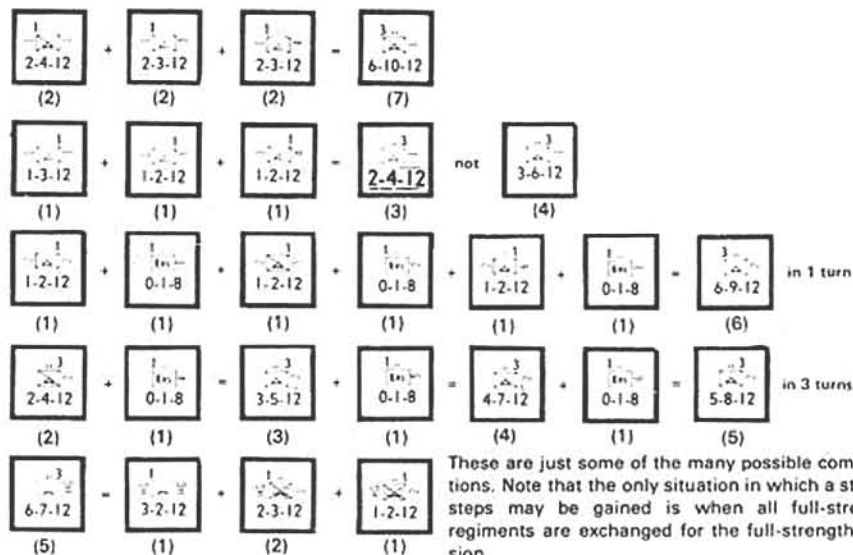 1 1 1 3
2-4-12 + 2-3-12 + 2-3-12 = 6-10-12
(2) (2) (2) (7)
1 1 1 3 3
1-3-12 + 1-2-12 + 1-2-12 = 2-4-12 not 3-6-12
(1) (1) (1) (3) (4)
1 1 1 1 1 1 3
1-2-12 + 0-1-8 + 1-2-12 + 0-1-8 + 1-2-12 + 0-1-8 = 6-9-12 in 1 turn
(1) (1) (1) (1) (1) (1) (6)
3 1 3 1 3 1 3
2-4-12 + 0-1-8 = 3-5-12 + 0-1-8 = 4-7-12 + 0-1-8 = 5-8-12 in 3 turns
(2) (1) (3) (1) (4) (1) (5)
3 1 1 1
6-7-12 = 3-2-12 + 2-3-12 + 1-2-12
(5) (1) (2) (1)
These are just some of the many possible com
tions. Note that the only situation in which a st
steps may be gained is when all full-stre
regiments are exchanged for the full-strength
sion